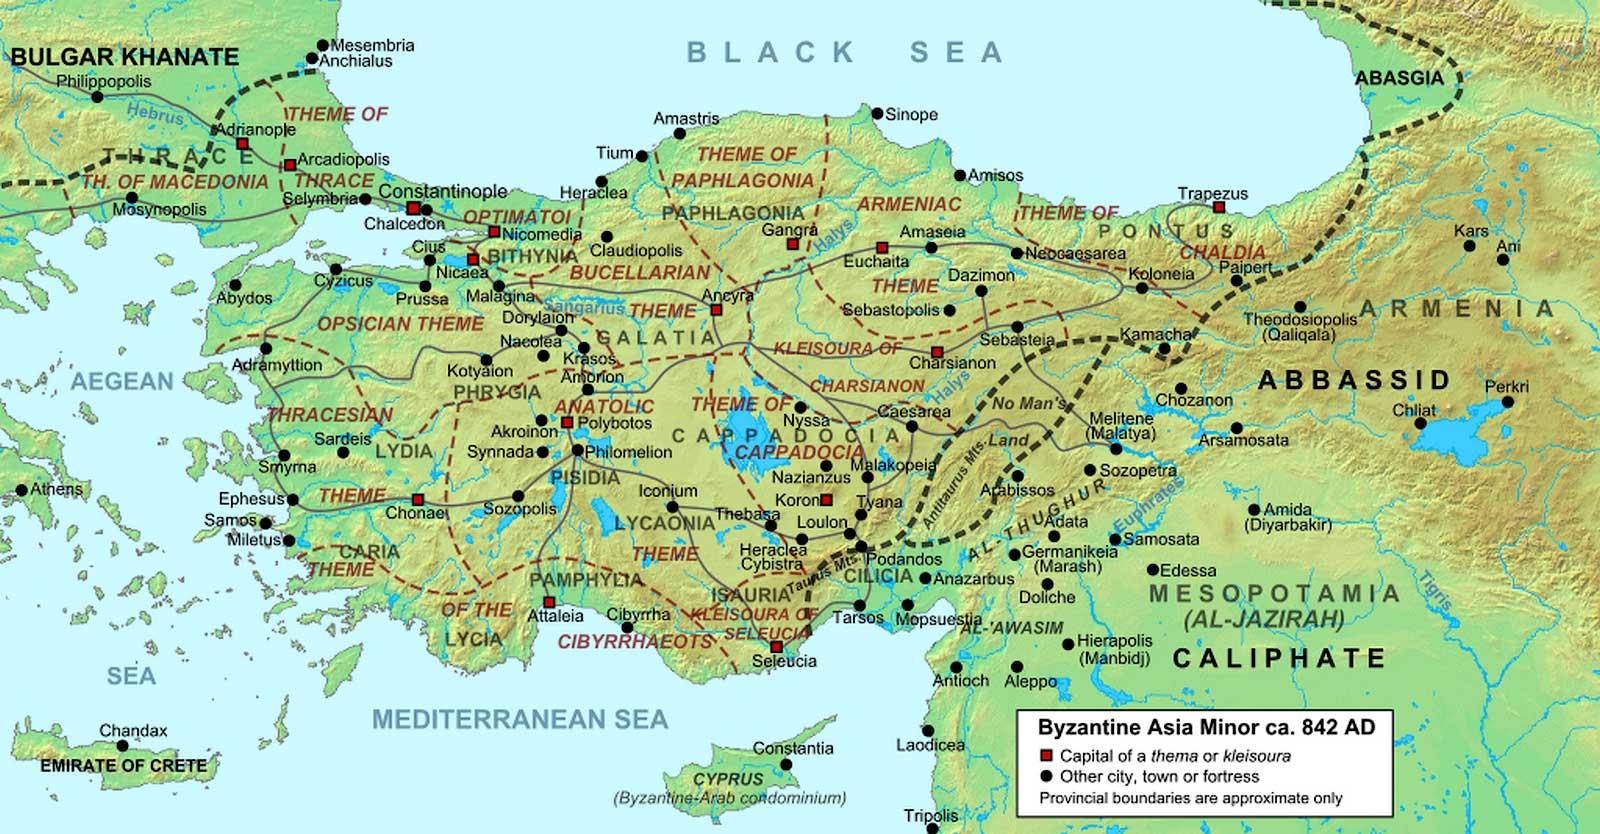 BLACK SEA
BULGAR KHANATE
Mesembria
Anchialus
Philippopolis
Hebrus
Adrianople
THRACE
THEME OF
THRACE
Arcadiopolis
TH. OF MACEDONIA
Mosynopolis
Selymbria
Constantinople
Chalcedon
ABASGIA
Sinope
Amastris
Tium
Heraclea
THEME OF
PAPHLAGONIA
PAPHLAGONIA
Gangra
Halys
Amisos
ARMENIAC
THEME
Amaseia
Euchaita
Dazimon
Sebastopolis
Neocaesarea
THEME OF
CHALDIA
PONTUS
Trapezus
Koloneia
Paipert
Kars
Ani
OPTIMATOI
Nicomedia
BITHYNIA
Claudiopolis
BUCELLARIAN
THEME
Cius
Nicaea
Prussa
Malagina
Cyzicus
Abydos
Sangarius
Ancyra
GALATIA
OPSICIAN THEME
Dorylaion
Nacolea
Krasos
Kotyaion
Amorion
PHRYGIA
Adramyttion
AEGEAN
SEA
KLEISOURA OF
CHARSIANON
Charsianon
Sebasteia
Halys
Kamacha
Theodosiopolis
(Qaliqala)
ARMENIA
ABBASSID
CALIPHATE
Perkri
Chliat
Chozanon
Arsamosata
Melitene
(Malatya)
No Man's
Land
Sozopetra
Antitaurus Mts.
Arabissos
AL-THUGHUR
Euphrates
Amida
(Diyarbakir)
Adata
Samosata
Germanikeia
(Marash)
Edessa
Doliche
MESOPOTAMIA
(AL-JAZIRAH)
Tigris
Hierapolis
(Manbidj)
AL-'AWASIM
Antioch
Aleppo
Laodicea
Tripolis
THRACESIAN
THEME
Sardeis
LYDIA
Smyrna
Ephesus
Samos
Miletus
Athens
Chonae
CARIA
ANATOLIC
THEME
Polybotos
Akroinon
Synnada
Philomelion
PISIDIA
Sozopolis
Iconium
LYCAONIA
THEME OF
CAPPADOCIA
CAPPADOCIA
Nyssa
Caesarea
Nazianzus
Malakopeia
Koron
Tyana
Thebasa
Loulon
Heraclea
Cybistra
Podandos
Taurus Mts.
CILICIA
Anazarbus
Tarsos
Mopsuestia
ISAURIA
KLEISOURA OF
SELEUCIA
Seleucia
PAMPHYLIA
Attaleia
Cibyrrha
THEME
OF THE
CIBYRRHAEOTS
LYCIA
MEDITERRANEAN SEA
Chandax
EMIRATE OF CRETE
Constantia
CYPRUS
(Byzantine-Arab condominium)
Byzantine Asia Minor ca. 842 AD
Capital of a thema or kleisoura
Other city, town or fortress
Provincial boundaries are approximate only